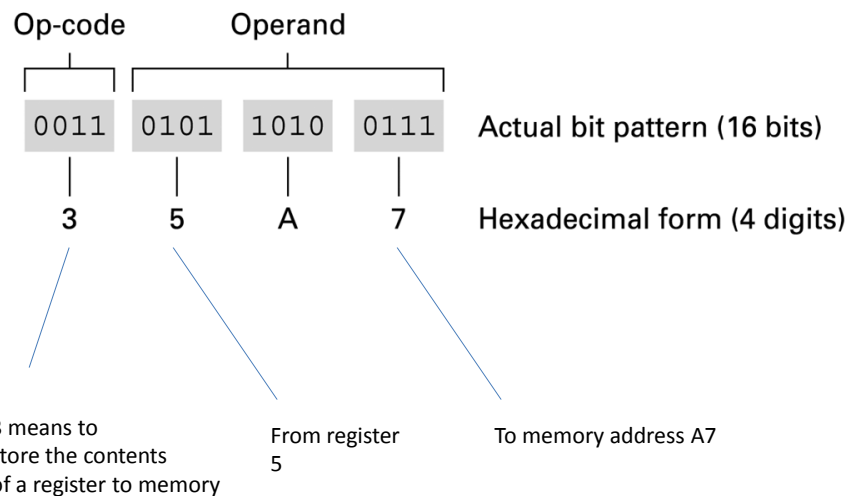 Op-code Operand
0011 0101 1010 0111 Actual bit pattern (16 bits)
3 5 A 7 Hexadecimal form (4 digits)
3 means to
tore the contents
of a register to memory
From register
5
To memory address A7